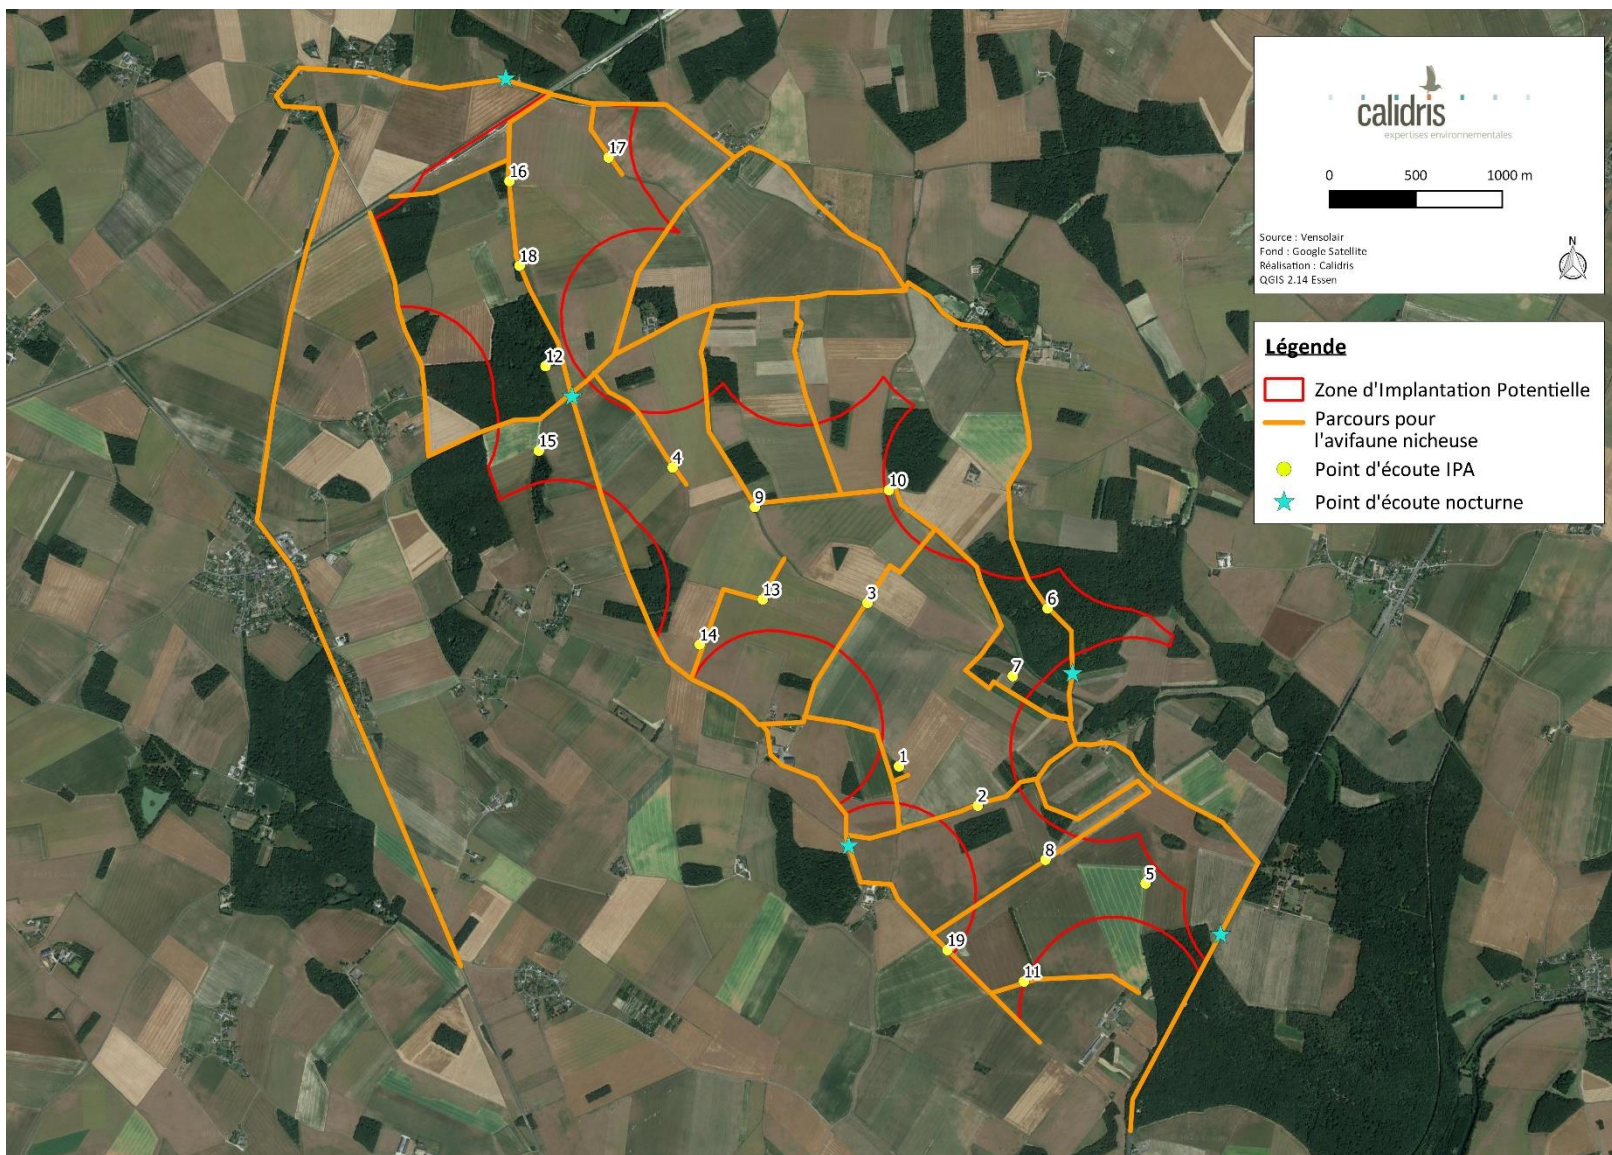 calidris
expertises environnementales
0 500 1000 m
Source : Vensolair
Fond : Google Satellite
Réalisation : Calidris
QGIS 2.14 Essen
N
Légende
Zone d'Implantation Potentielle
Parcours pour
l'avifaune nicheuse
Point d'écoute IPA
Point d'écoute nocturne
17
16
18
12
15
4
9
10
13
3
6
14
7
1
2
8
5
19
11